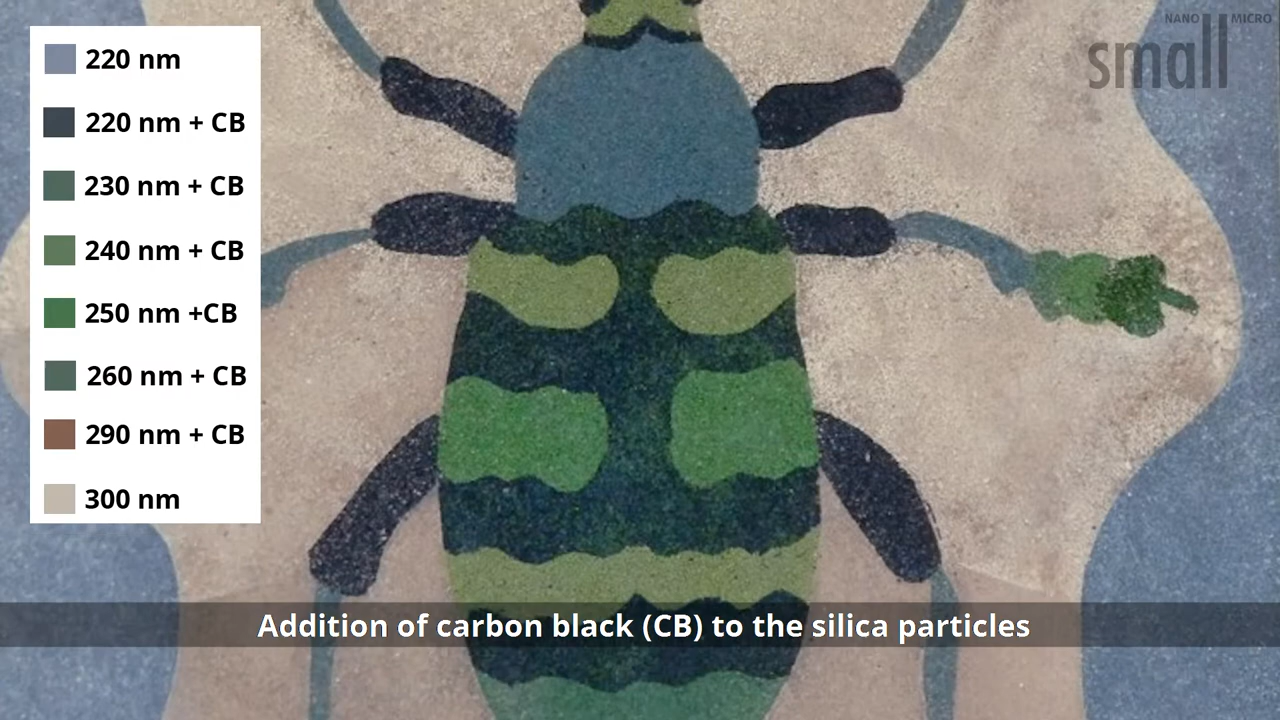 220 nm
220 nm + CB
230 nm + CB
240 nm + CB
250 nm +CB
260 nm + CB
290 nm + CB
300 nm
NANO MICRO
small
Addition of carbon black (CB) to the silica particles